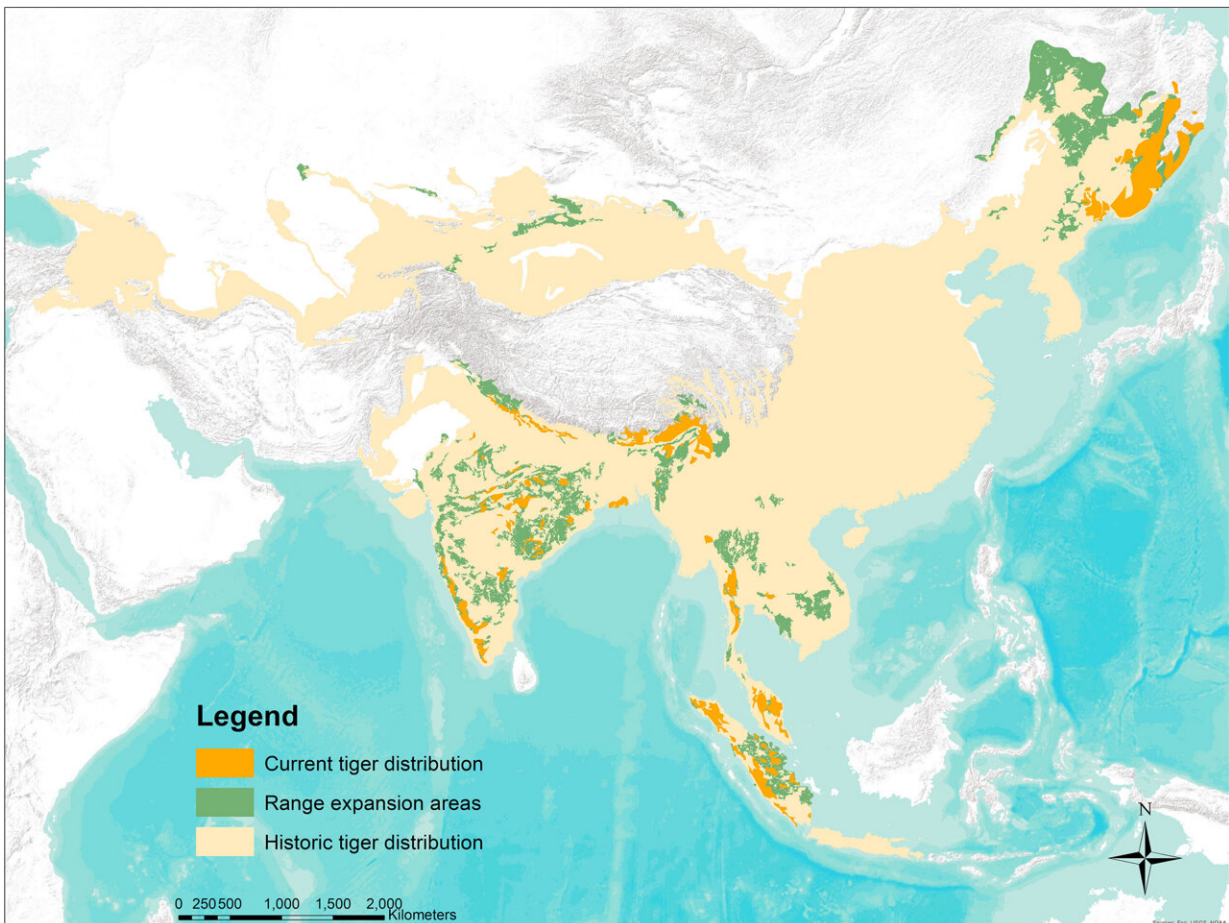 N
Legend
Current tiger distribution
Range expansion areas
Historic tiger distribution
0 250 500 1,000 1,500 2,000
Kilometers